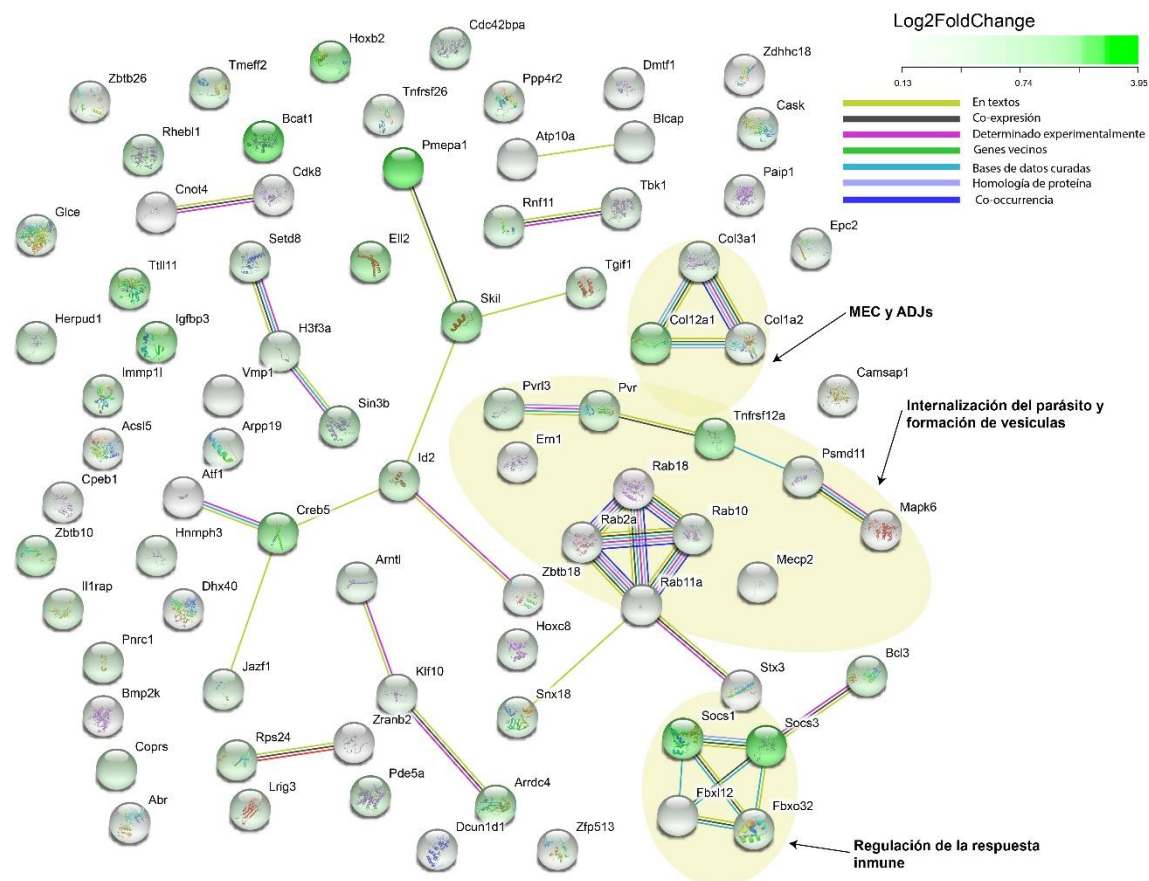 Log2FoldChange
0.13
0.74
3.95
En textos
Co-expresión
Determinado experimentalmente
Genes vecinos
Bases de datos curadas
Homología de proteína
Co-occurrencia
Cdc42bpa
Hoxb2
Tmeff2
Zbtb26
Tnfrsf26
Ppp4r2
Dmtf1
Zdhhc18
Cask
Rhebl1
Bcat1
Pmepa1
Atp10a
Blcap
Cnot4
Cdk8
Rnf11
Tbk1
Paip1
Glce
Setd8
Ell2
Col3a1
Epc2
Ttll11
Skil
Tgif1
Herpud1
Igfbp3
H3f3a
Col12a1
Col1a2
MEC y ADJs
Immp1l
Vmp1
Sin3b
Pvrl3
Pvr
Camsap1
Acsl5
Arpp19
Tnfrsf12a
Internalización del parásito y
formación de vesiculas
Ern1
Psmd11
Cpeb1
Atf1
Id2
Rab18
Mapk6
Zbtb10
Hnrnph3
Creb5
Rab2a
Rab10
Il1rap
Dhx40
Arntl
Zbtb18
Rab11a
Mecp2
Pnrc1
Hoxc8
Jazf1
Klf10
Snx18
Stx3
Bcl3
Bmp2k
Rps24
Zranb2
Socs1
Socs3
Coprs
Lrig3
Pde5a
Arrdc4
Fbxl12
Fbxo32
Abr
Dcun1d1
Zfp513
Regulación de la respuesta
inmune